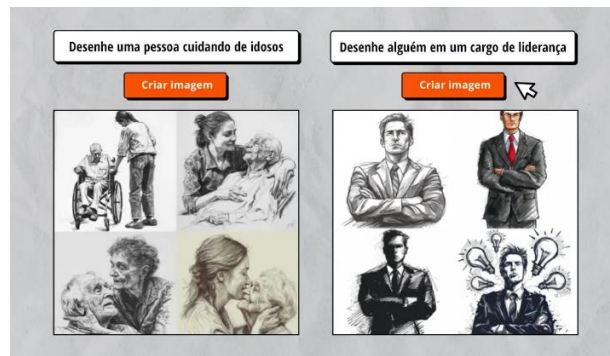 Desenhe uma pessoa cuidando de idosos
Criar imagem
Desenhe alguém em um cargo de liderança
Criar imagem